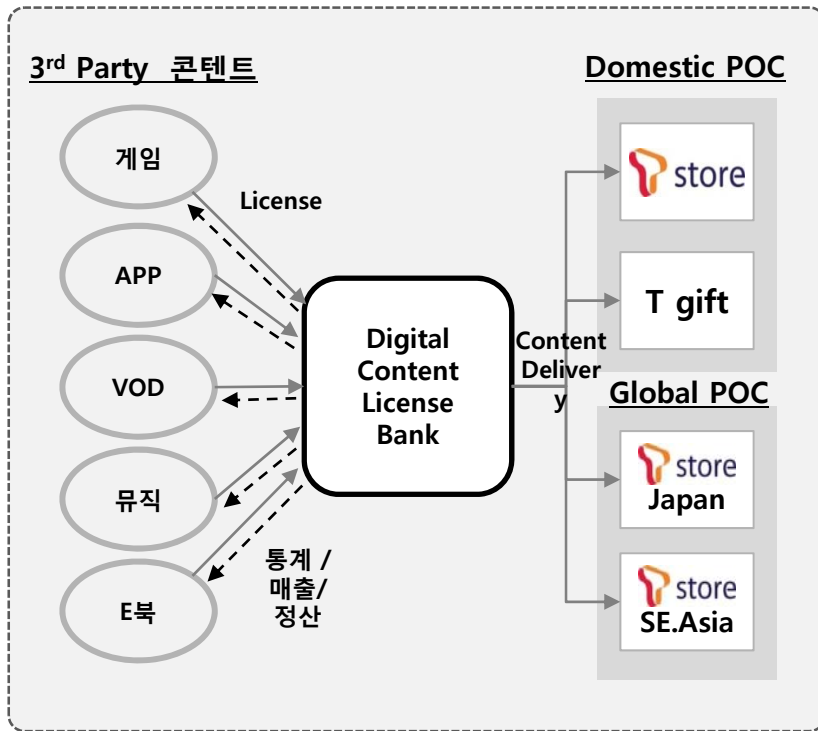 3rd Party 콘텐트
게임
APP
VOD
뮤직
E북
License
통계 /
매출/
정산
Digital
Content
License
Bank
Content
Deliver
y
Domestic POC
T store
T gift
Global POC
T store
Japan
T store
SE.Asia